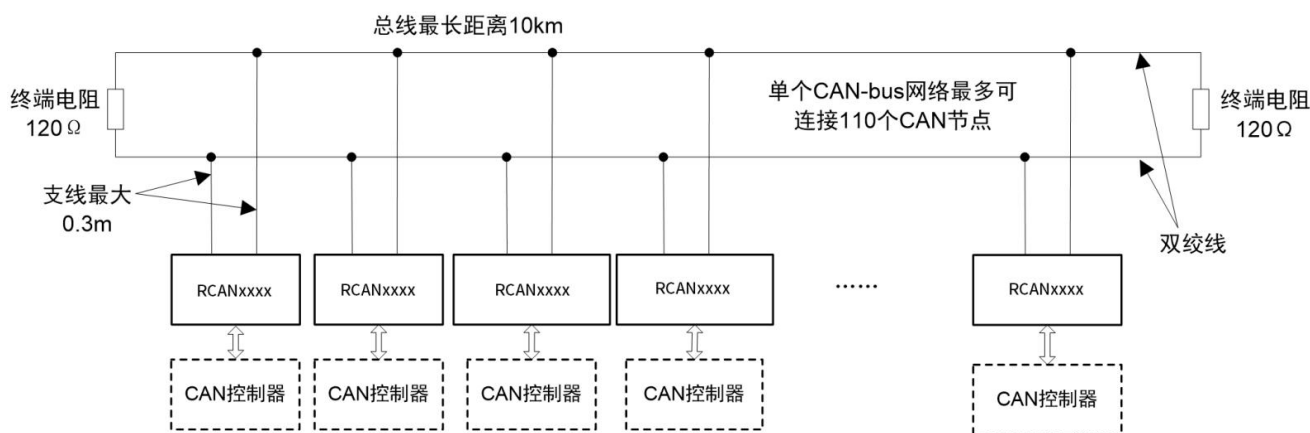 总线最长距离10km
终端电阻
120Ω
单个CAN-bus网络最多可
连接110个CAN节点
终端电阻
120Ω
支线最大
0.3m
双绞线
RCANxxxx
RCANxxxx
RCANxxxx
RCANxxxx
……
RCANxxxx
CAN控制器
CAN控制器
CAN控制器
CAN控制器
CAN控制器